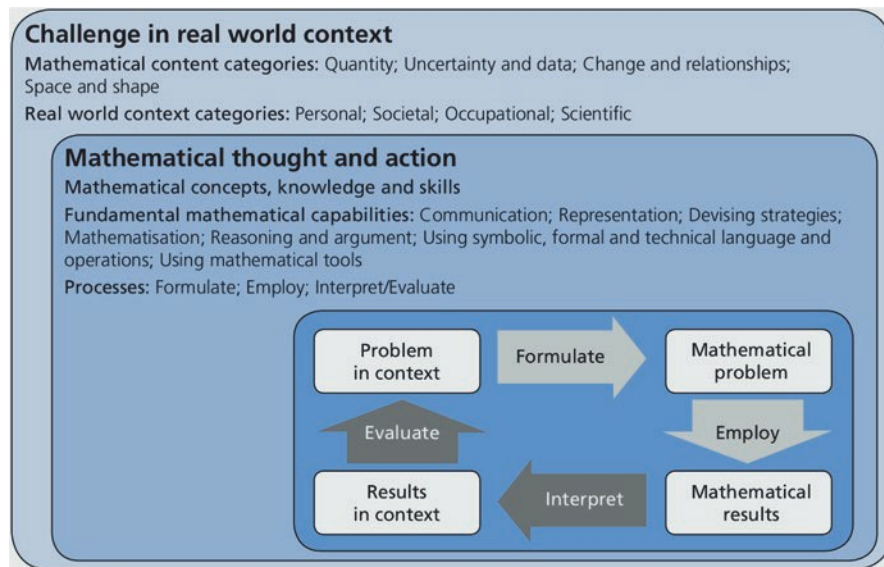 Challenge in real world context
Mathematical content categories: Quantity; Uncertainty and data; Change and relationships;
Space and shape
Real world context categories: Personal; Societal; Occupational; Scientific
Mathematical thought and action
Mathematical concepts, knowledge and skills
Fundamental mathematical capabilities: Communication; Representation; Devising strategies;
Mathematisation; Reasoning and argument; Using symbolic, formal and technical language and
operations; Using mathematical tools
Processes: Formulate; Employ; Interpret/Evaluate
Problem
in context
Formulate
Mathematical
problem
Evaluate
Employ
Results
in context
Interpret
Mathematical
results